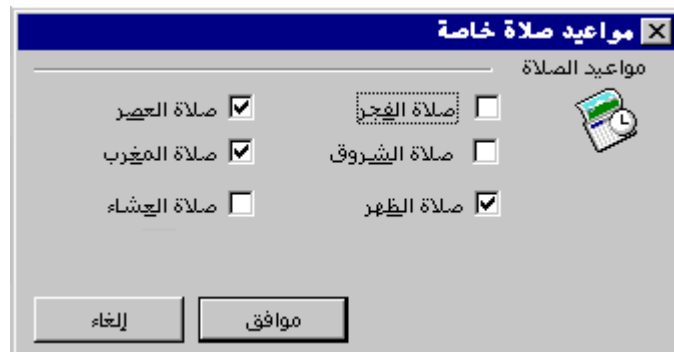 مواعيد صلاة خاصة
مواعيد الصلاة
صلاة الفجر
صلاة العصر
صلاة الشروق
صلاة المغرب
صلاة الظهر
صلاة العشاء
موافق
إلغاء